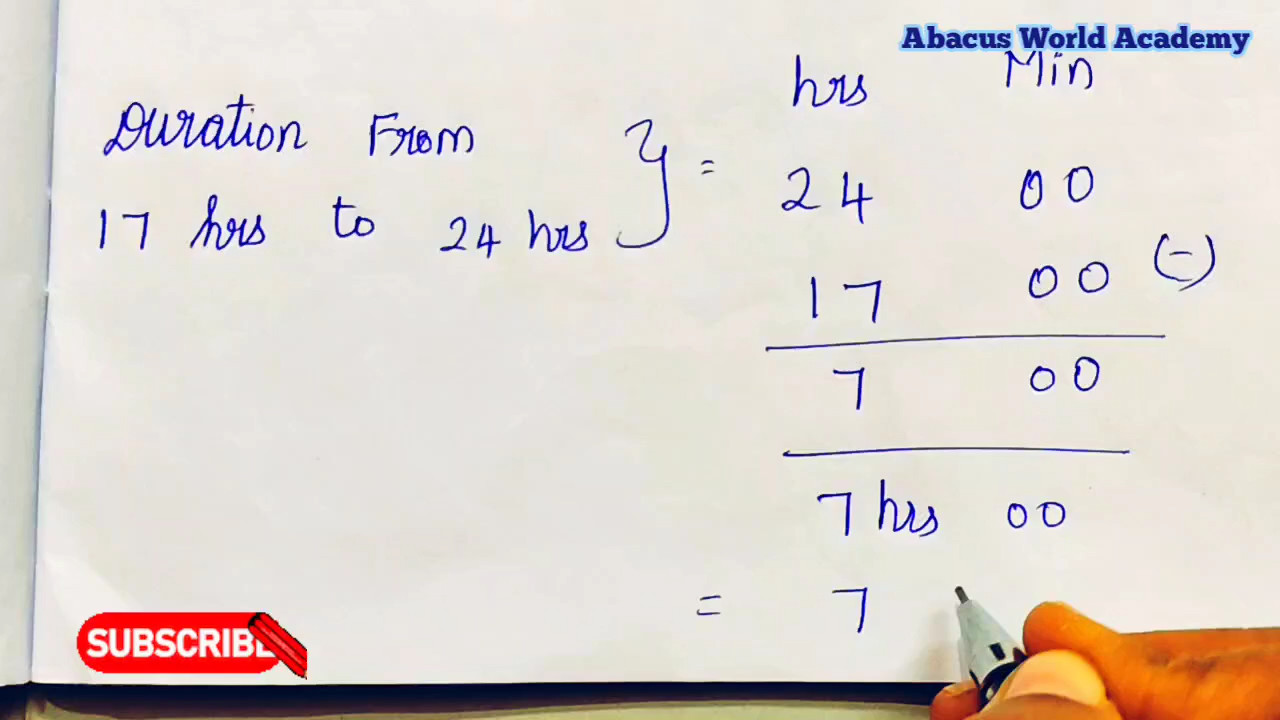 Abacus World Academy
hrs Min
Duration From
17 hrs to 24 hrs } =
24 00
17 00 (-)
7 00
7 hrs 00
= 7
SUBSCRIBE